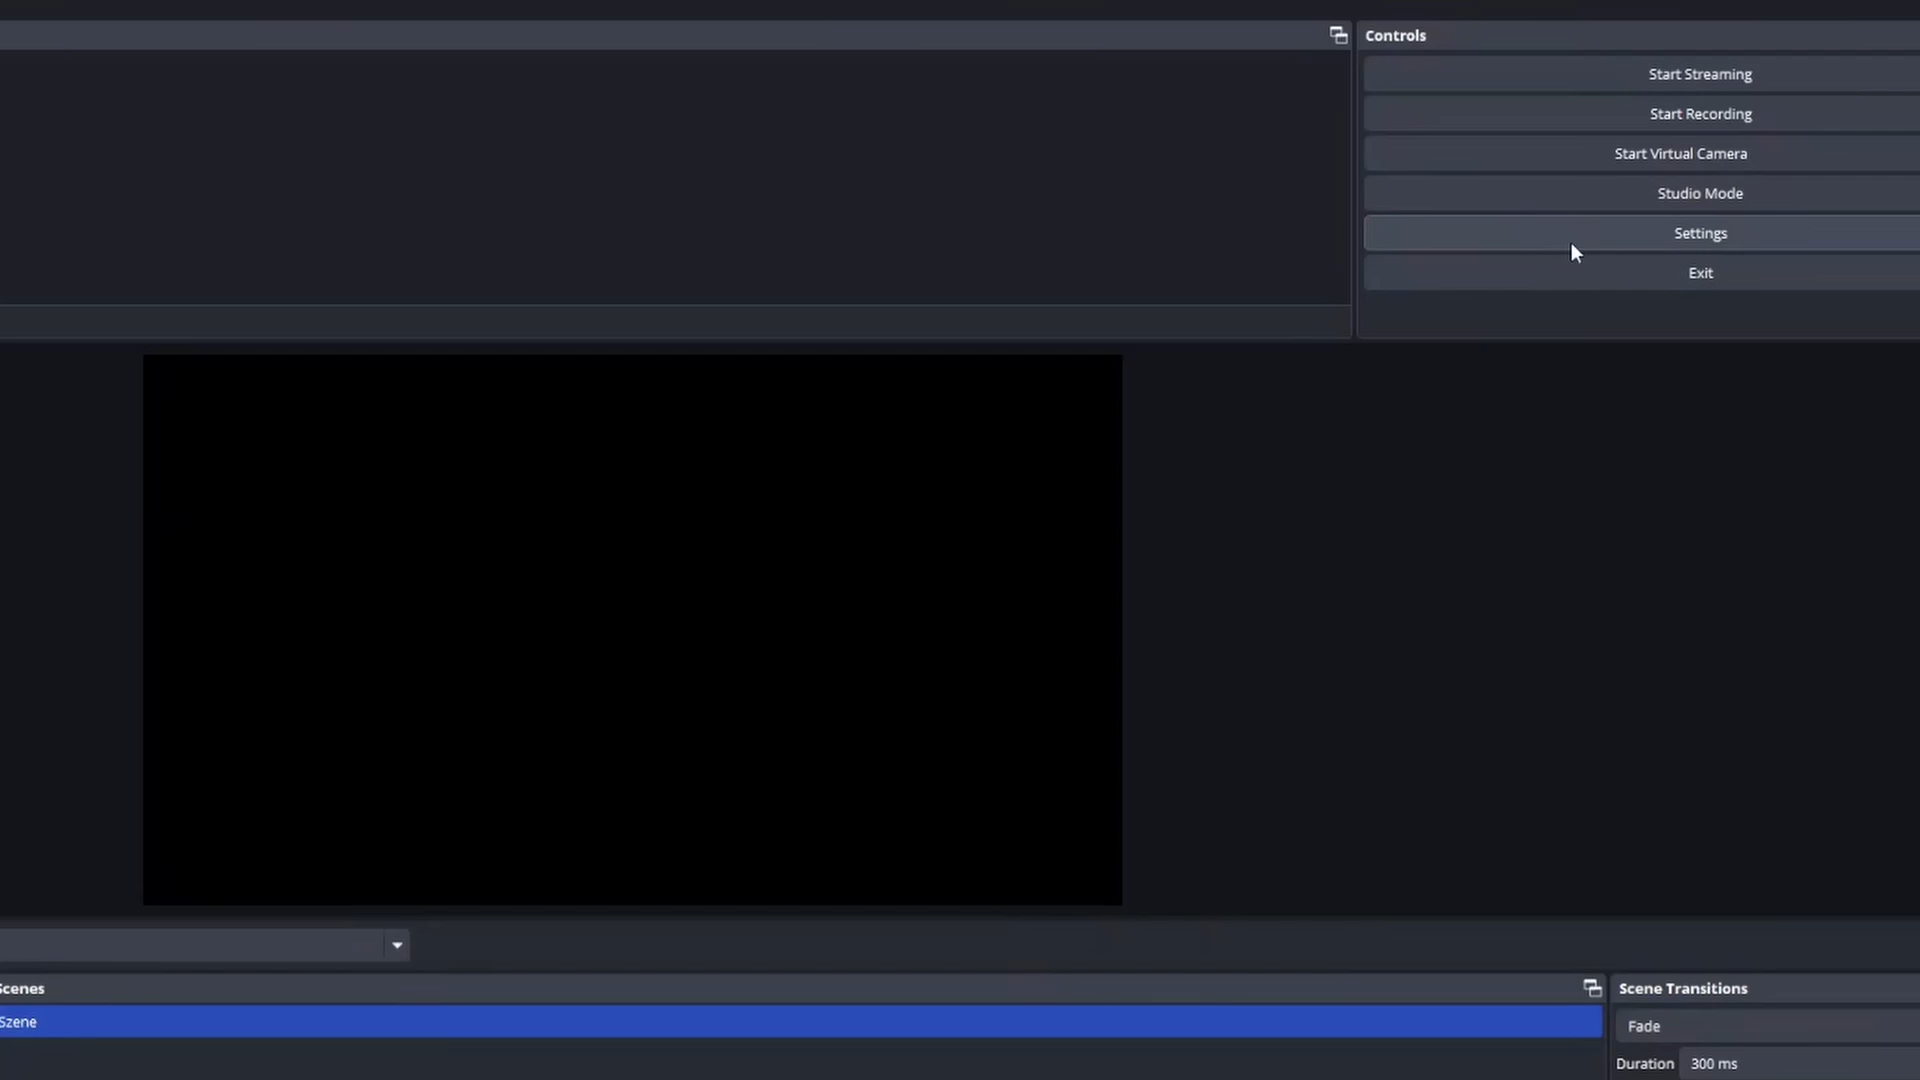 Controls
Start Streaming
Start Recording
Start Virtual Camera
Studio Mode
Settings
Exit
Scenes
Szene
Scene Transitions
Fade
Duration 300 ms